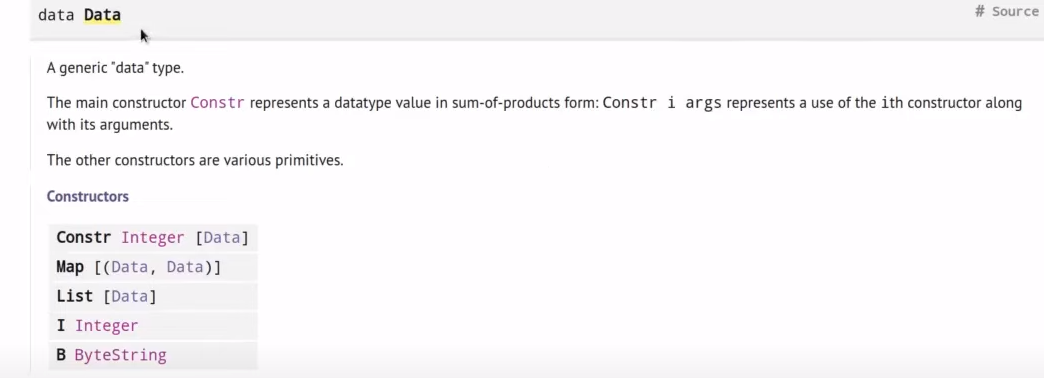 data Data
# Source
A generic "data" type.
The main constructor Constr represents a datatype value in sum-of-products form: Constr i args represents a use of the ith constructor along
with its arguments.
The other constructors are various primitives.
Constructors
Constr Integer [Data]
Map [(Data, Data)]
List [Data]
I Integer
B ByteString